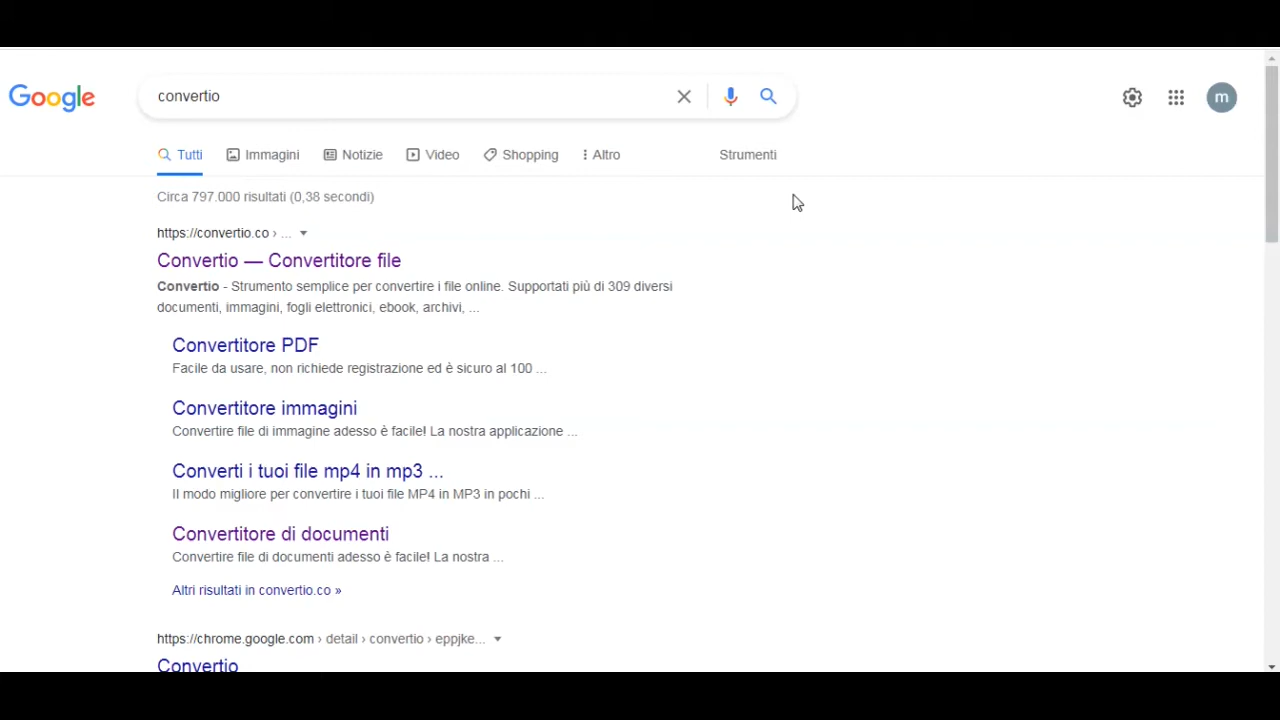 Google
convertio
m
Tutti Immagini Notizie Video Shopping Altro Strumenti
Circa 797.000 risultati (0,38 secondi)
https://convertio.co › ...
Convertio — Convertitore file
Convertio - Strumento semplice per convertire i file online. Supportati più di 309 diversi
documenti, immagini, fogli elettronici, ebook, archivi, ...
Convertitore PDF
Facile da usare, non richiede registrazione ed è sicuro al 100 ...
Convertitore immagini
Convertire file di immagine adesso è facile! La nostra applicazione ...
Converti i tuoi file mp4 in mp3 ...
Il modo migliore per convertire i tuoi file MP4 in MP3 in pochi ...
Convertitore di documenti
Convertire file di documenti adesso è facile! La nostra ...
Altri risultati in convertio.co »
https://chrome.google.com › detail › convertio › eppjke...
Convertio